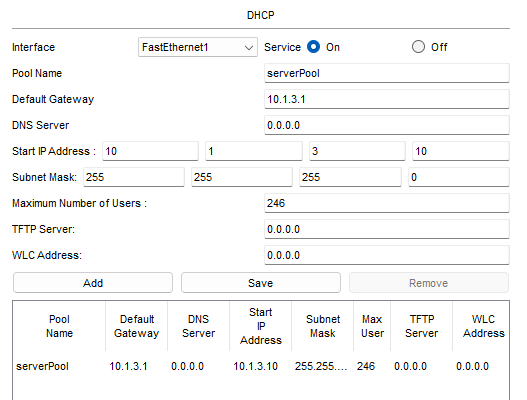 DHCP
Interface FastEthernet1 Service On Off
Pool Name serverPool
Default Gateway 10.1.3.1
DNS Server 0.0.0.0
Start IP Address : 10 1 3 10
Subnet Mask: 255 255 255 0
Maximum Number of Users : 246
TFTP Server: 0.0.0.0
WLC Address: 0.0.0.0
Add Save Remove
Pool Name Default Gateway DNS Server Start IP Address Subnet Mask Max User TFTP Server WLC Address
serverPool 10.1.3.1 0.0.0.0 10.1.3.10 255.255.... 246 0.0.0.0 0.0.0.0